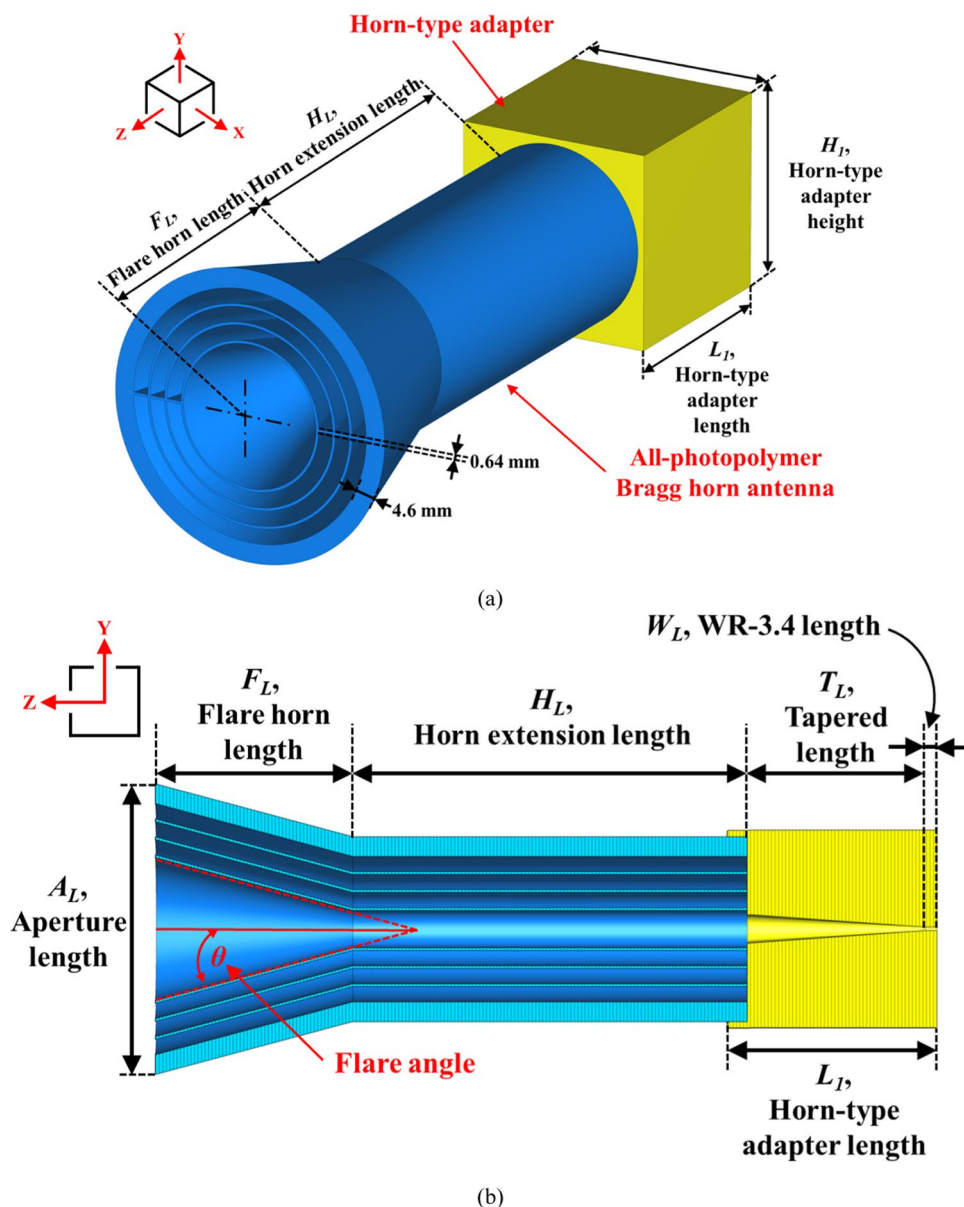 Horn-type adapter
Y
Z
X
H_L,
Horn extension length
F_L,
Flare horn length
H_1,
Horn-type
adapter
height
L_1,
Horn-type
adapter
length
0.64 mm
4.6 mm
All-photopolymer
Bragg horn antenna
(a)
W_L, WR-3.4 length
Y
Z
F_L,
Flare horn
length
H_L,
Horn extension length
T_L,
Tapered
length
A_L,
Aperture
length
θ
Flare angle
L_1,
Horn-type
adapter length
(b)